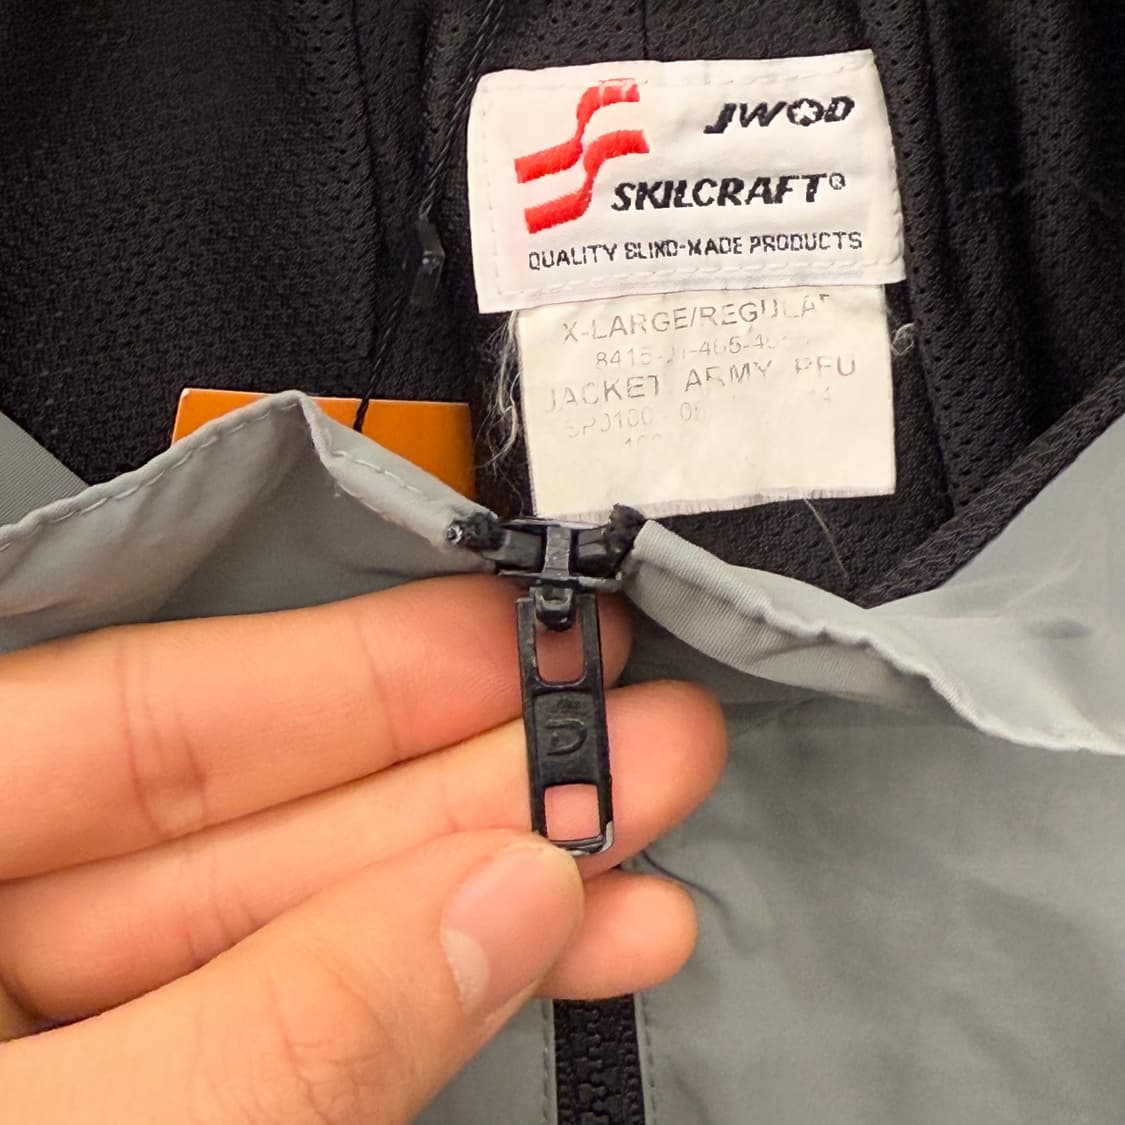 JWOD
SKILCRAFT®
QUALITY BLIND-MADE PRODUCTS
X-LARGE/REGULAR
JACKET ARMY PFU
D